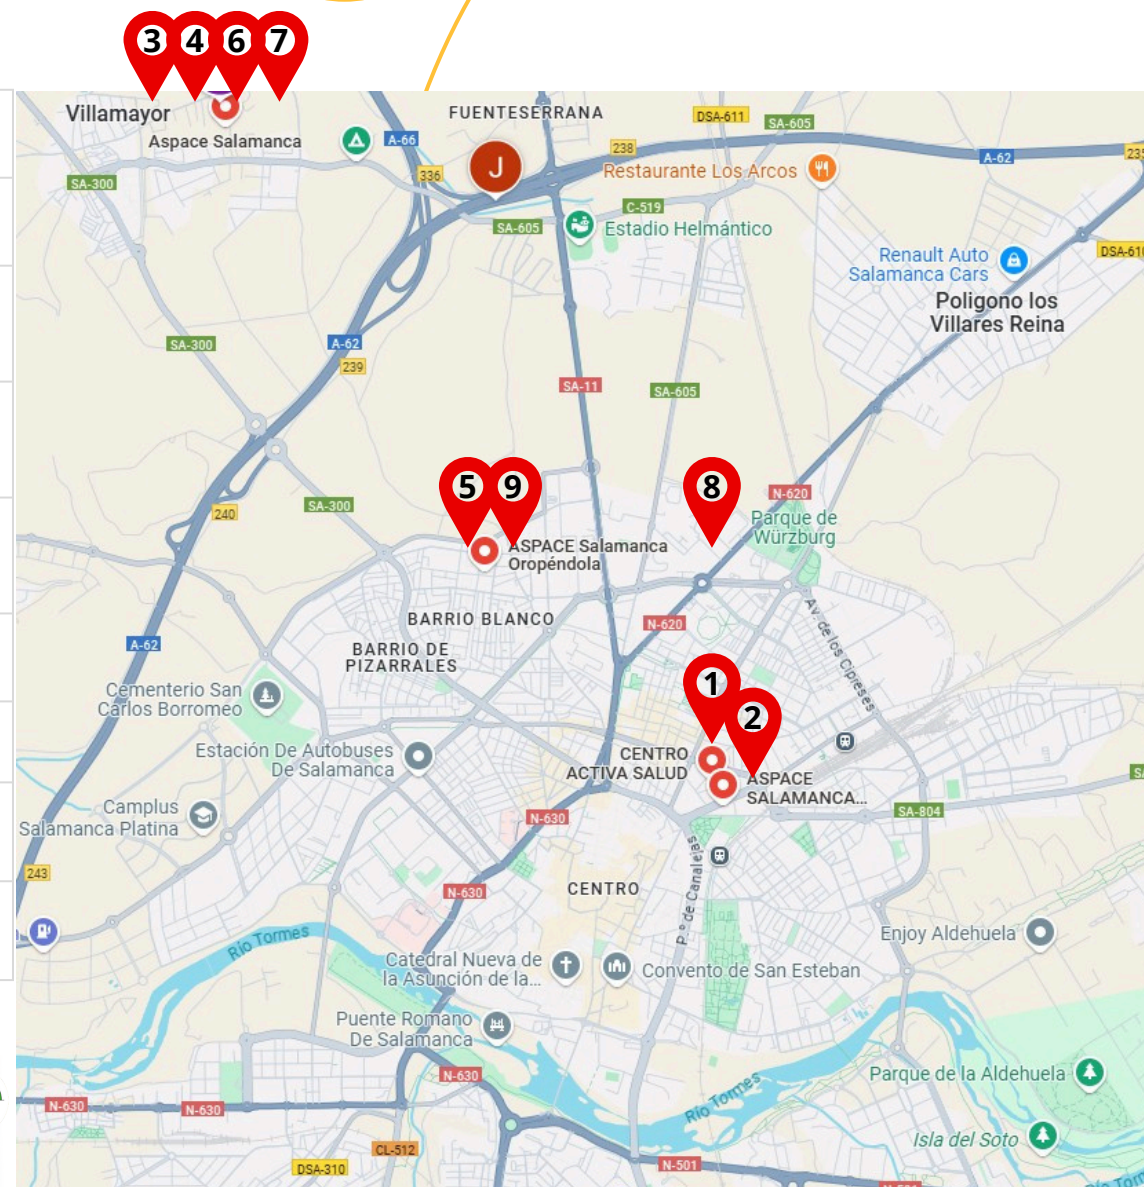 3 4 6 7
Villamayor
Aspace Salamanca
A-66
FUENTESERRANA
DSA-611
SA-605
238
A-62
336
J
Restaurante Los Arcos
SA-300
C-519
SA-605
Estadio Helmántico
Renault Auto
Salamanca Cars
Poligono los
Villares Reina
SA-300
A-62
239
SA-11
SA-605
5 9
8
N-620
SA-300
240
Parque de
Würzburg
ASPACE Salamanca
Oropéndola
BARRIO BLANCO
N-620
Av. de los Cipreses
A-62
BARRIO DE
PIZARRALES
1
2
Cementerio San
Carlos Borromeo
Estación De Autobuses
De Salamanca
CENTRO
ACTIVA SALUD
ASPACE
SALAMANCA...
Camplus
Salamanca Platina
N-630
SA-804
P.º de Canalejas
243
N-630
CENTRO
Río Tormes
Enjoy Aldehuela
Catedral Nueva de
la Asunción de la...
Convento de San Esteban
Puente Romano
De Salamanca
N-630
Parque de la Aldehuela
N-630
N-630
Río Tormes
Isla del Soto
CL-512
DSA-310
N-501